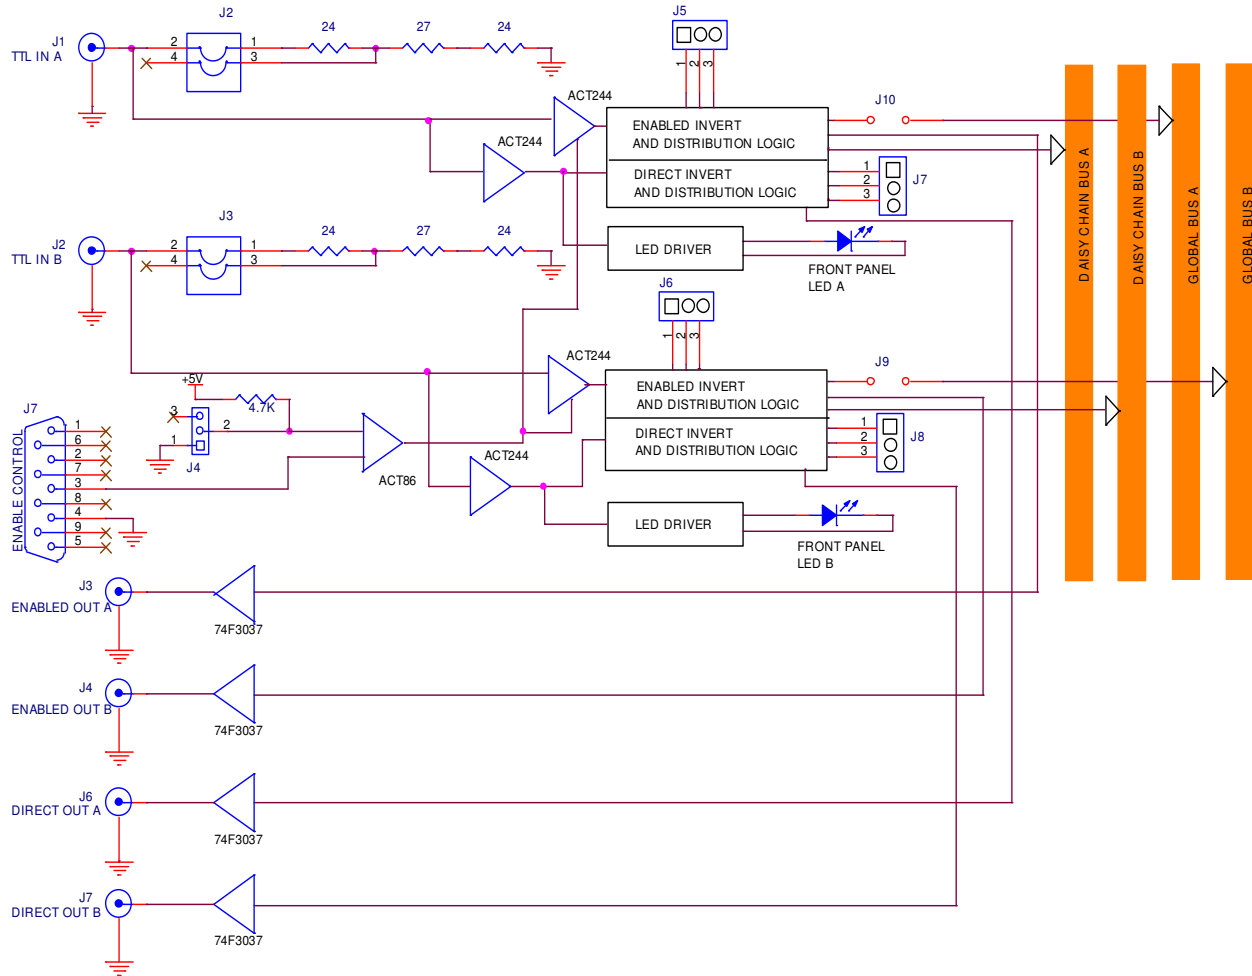 J1
TTL IN A
J2
2
4
1
3
24
27
24
J5
1
2
3
ACT244
ACT244
ENABLED INVERT
AND DISTRIBUTION LOGIC
DIRECT INVERT
AND DISTRIBUTION LOGIC
J10
1
2
3
J7
LED DRIVER
FRONT PANEL
LED A
J2
TTL IN B
J3
2
4
1
3
24
27
24
J6
1
2
3
ACT244
ENABLED INVERT
AND DISTRIBUTION LOGIC
DIRECT INVERT
AND DISTRIBUTION LOGIC
J9
1
2
3
J8
+5V
4.7K
3
2
1
J4
ACT86
ACT244
LED DRIVER
FRONT PANEL
LED B
J7
ENABLE CONTROL
1
6
2
7
3
8
4
9
5
J3
ENABLED OUT A
74F3037
J4
ENABLED OUT B
74F3037
J6
DIRECT OUT A
74F3037
J7
DIRECT OUT B
74F3037
DAISY CHAIN BUS A
DAISY CHAIN BUS B
GLOBAL BUS A
GLOBAL BUS B